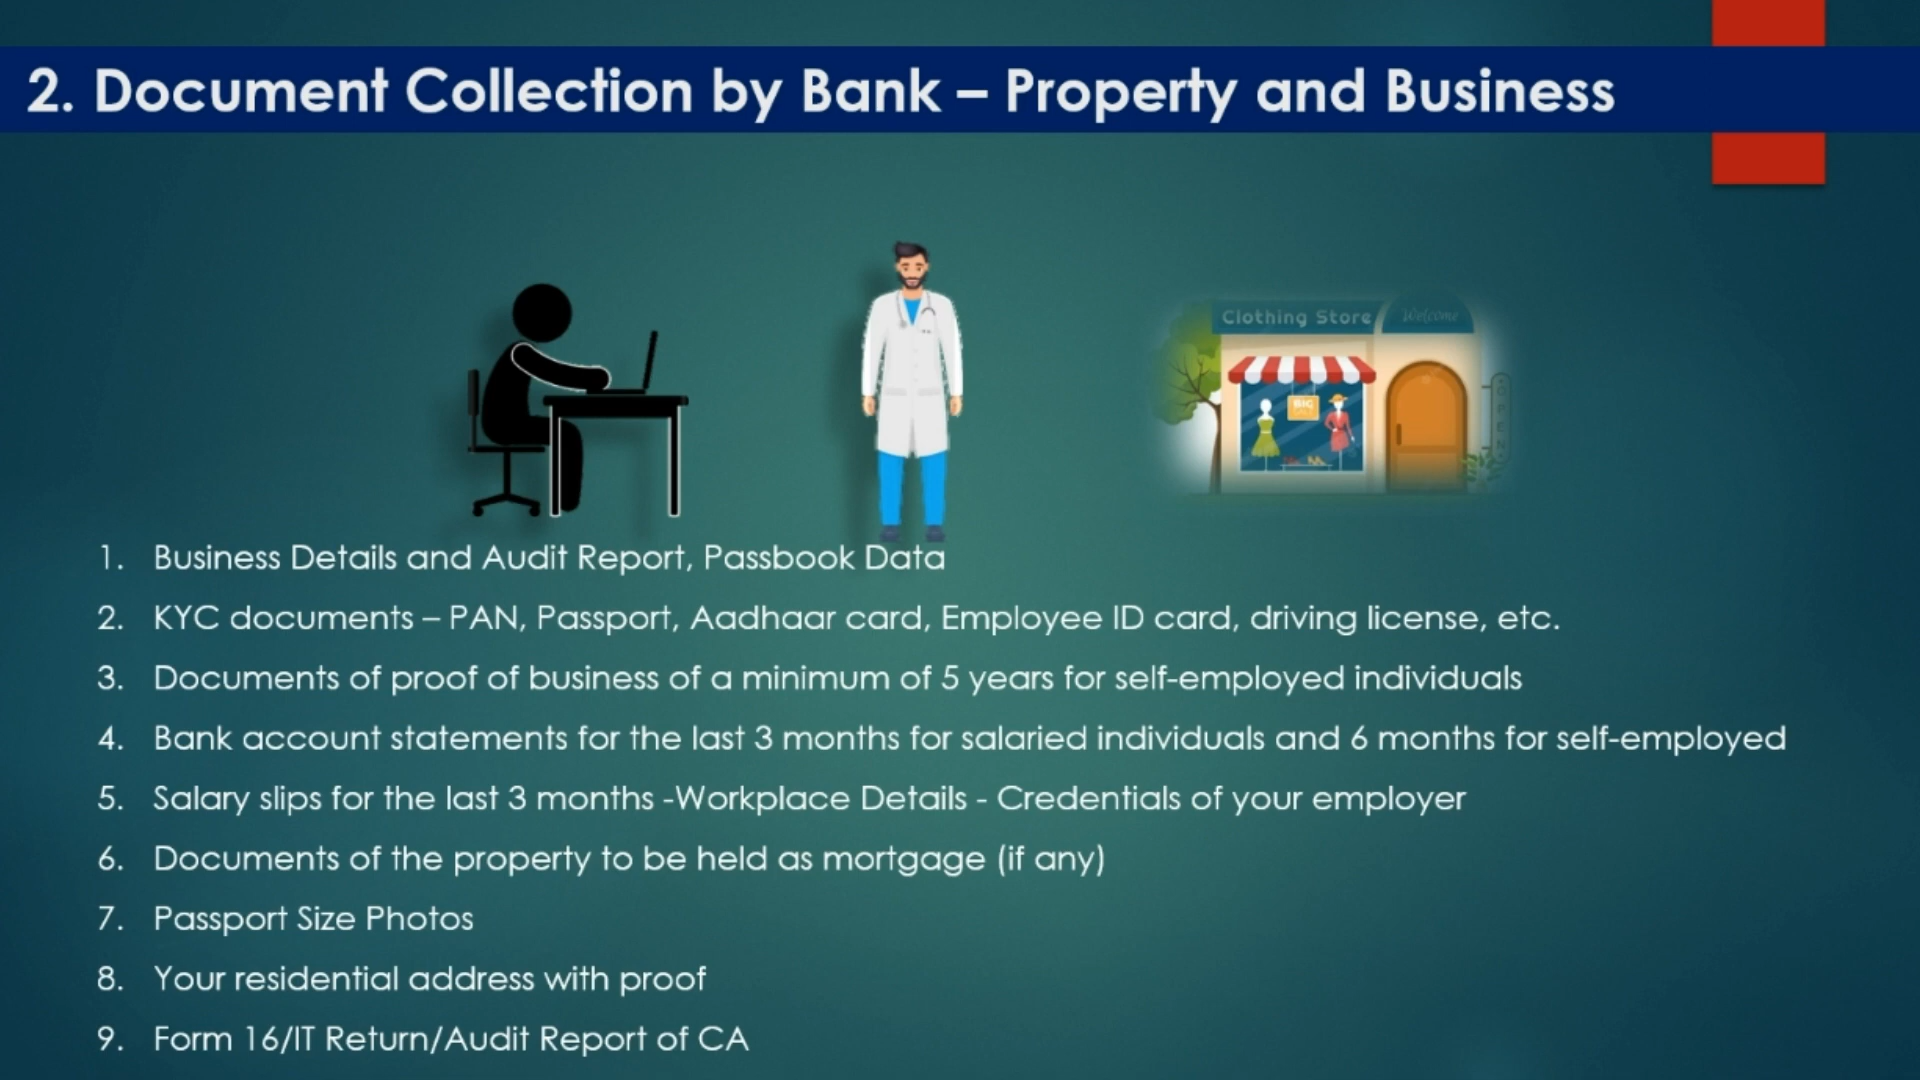 2. Document Collection by Bank – Property and Business
Clothing Store
Welcome
BIG
OPEN
1. Business Details and Audit Report, Passbook Data
2. KYC documents – PAN, Passport, Aadhaar card, Employee ID card, driving license, etc.
3. Documents of proof of business of a minimum of 5 years for self-employed individuals
4. Bank account statements for the last 3 months for salaried individuals and 6 months for self-employed
5. Salary slips for the last 3 months -Workplace Details - Credentials of your employer
6. Documents of the property to be held as mortgage (if any)
7. Passport Size Photos
8. Your residential address with proof
9. Form 16/IT Return/Audit Report of CA